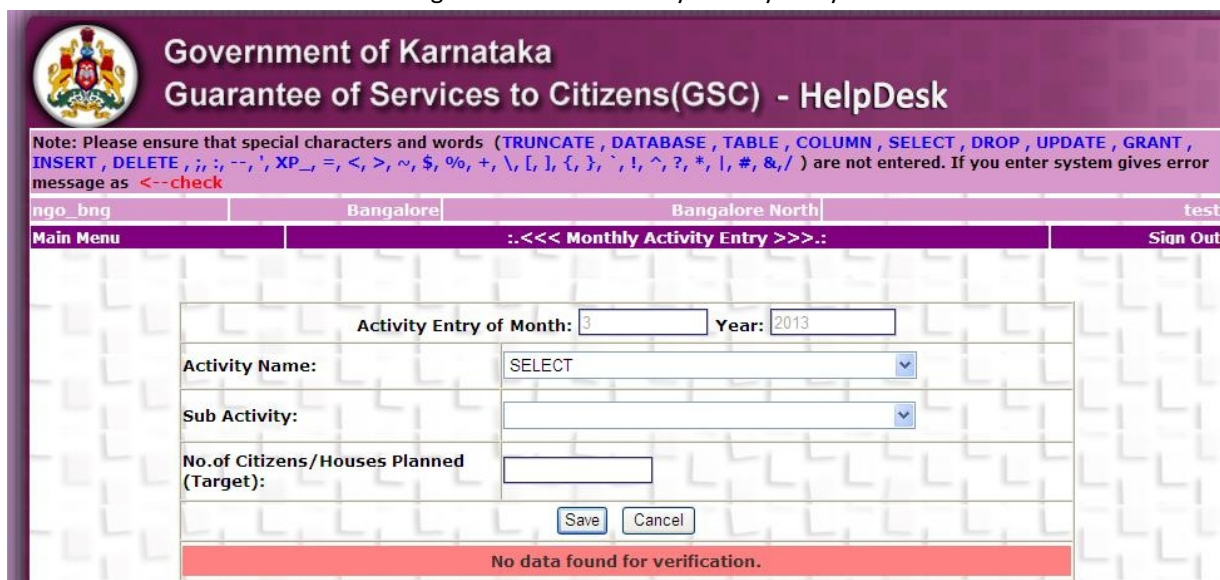 Government of Karnataka
Guarantee of Services to Citizens(GSC) - HelpDesk
Note: Please ensure that special characters and words (TRUNCATE , DATABASE , TABLE , COLUMN , SELECT , DROP , UPDATE , GRANT ,
INSERT , DELETE , ;, :, --, ', XP_, =, <, >, ~, $, %, +, \, [, ], {, }, `, !, ^, ?, *, |, #, &,/ ) are not entered. If you enter system gives error
message as <--check
ngo_bng Bangalore Bangalore North test
Main Menu :.<<< Monthly Activity Entry >>>.: Sign Out
Activity Entry of Month: 3 Year: 2013
Activity Name: SELECT
Sub Activity:
No.of Citizens/Houses Planned
(Target):
Save Cancel
No data found for verification.